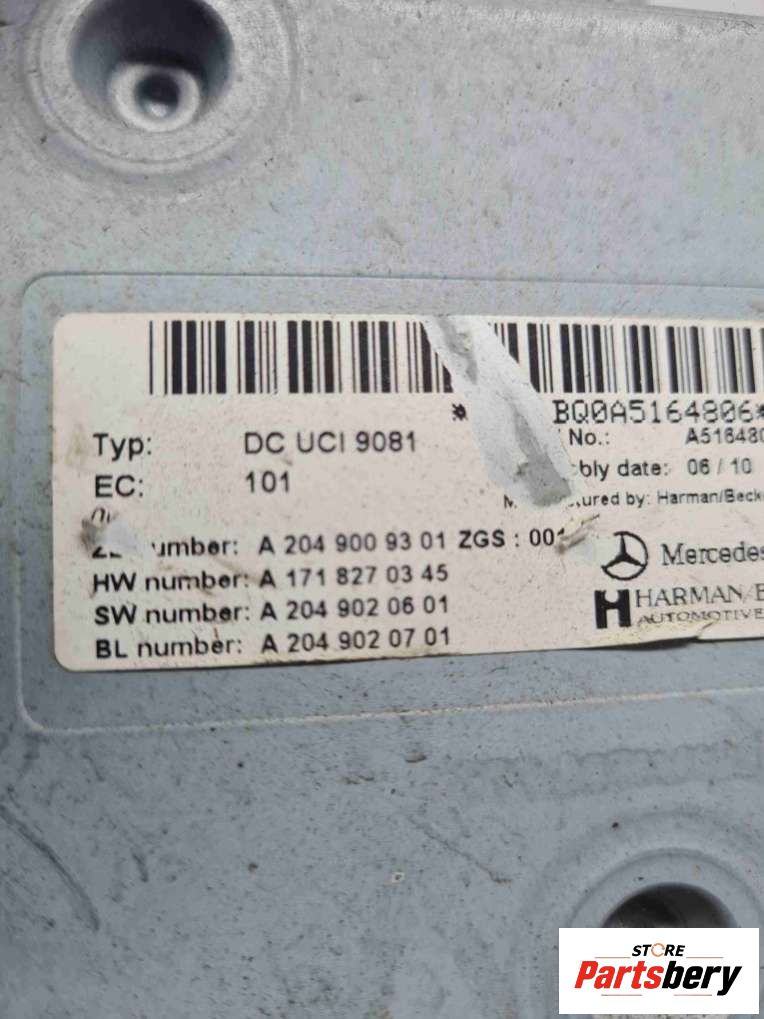 BQ0A5164806*
Typ: DC UCI 9081
No.: A51648
EC: 101
bly date: 06/10
ured by: Harman/Beck
umber: A 204 900 93 01 ZGS : 001
HW number: A 171 827 03 45
SW number: A 204 902 06 01
BL number: A 204 902 07 01
Mercedes
HARMAN/B
AUTOMOTIVE
STORE
Partsbery